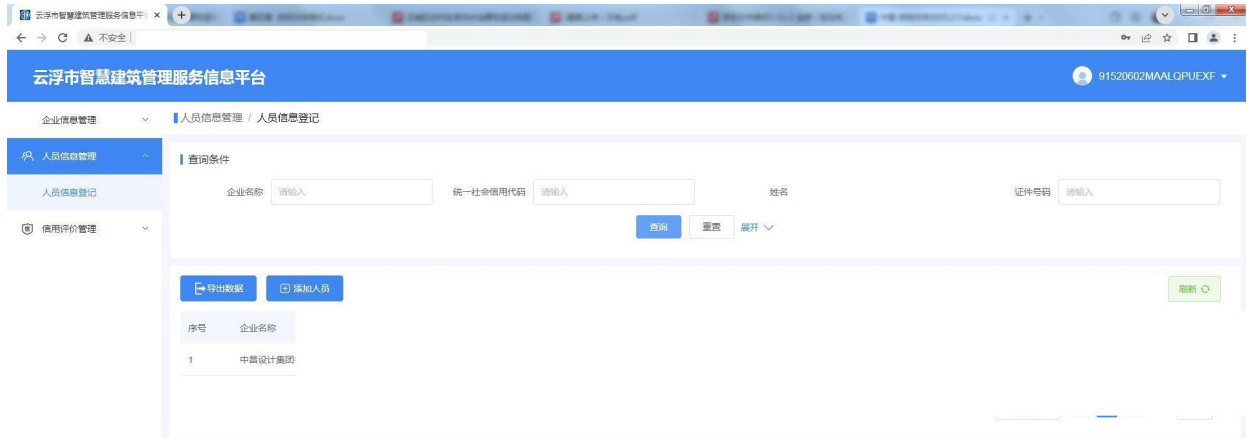 云浮市智慧建筑管理服务信息平
不安全
云浮市智慧建筑管理服务信息平台
91520602MAALQPUEXF
企业信息管理
人员信息管理 / 人员信息登记
人员信息管理
查询条件
人员信息登记
企业名称 请输入 统一社会信用代码 请输入 姓名 证件号码 请输入
信用评价管理
查询 重置 展开
导出数据 添加人员 刷新
序号 企业名称
1 中昌设计集团